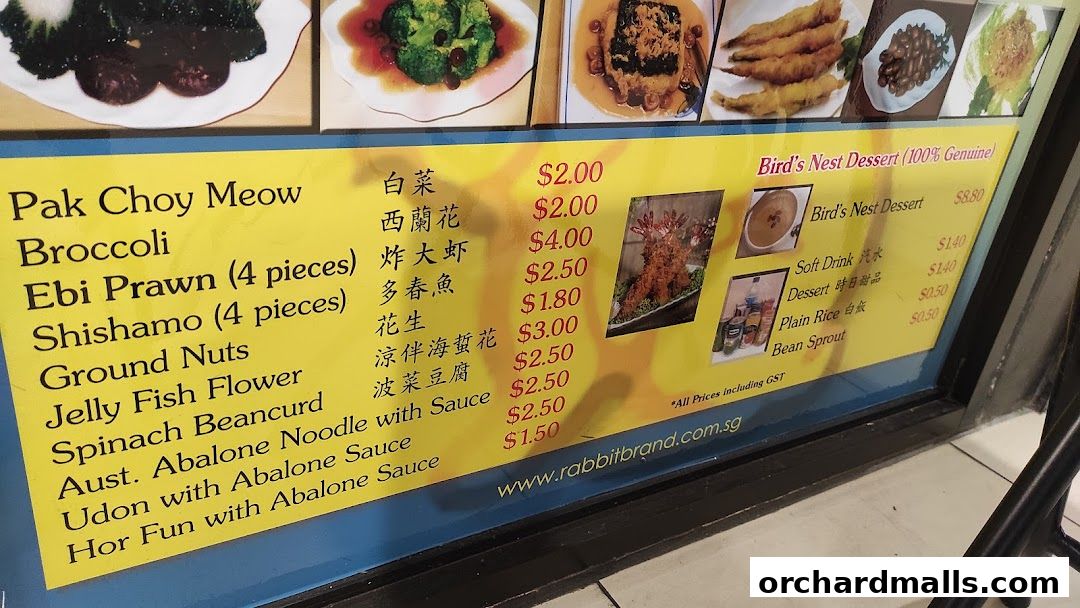 Pak Choy Meow 白菜 $2.00
Broccoli 西蘭花 $2.00
Ebi Prawn (4 pieces) 炸大虾 $4.00
Shishamo (4 pieces) 多春魚 $2.50
Ground Nuts 花生 $1.80
Jelly Fish Flower 涼伴海蜇花 $3.00
Spinach Beancurd 波菜豆腐 $2.50
Aust. Abalone Noodle with Sauce $2.50
Udon with Abalone Sauce $2.50
Hor Fun with Abalone Sauce $1.50
Bird's Nest Dessert (100% Genuine)
Bird's Nest Dessert $8.80
Soft Drink 汽水 $1.40
Dessert 時日甜品 $1.40
Plain Rice 白飯 $0.50
Bean Sprout $0.50
*All Prices including GST
www.rabbitbrand.com.sg
orchardmalls.com